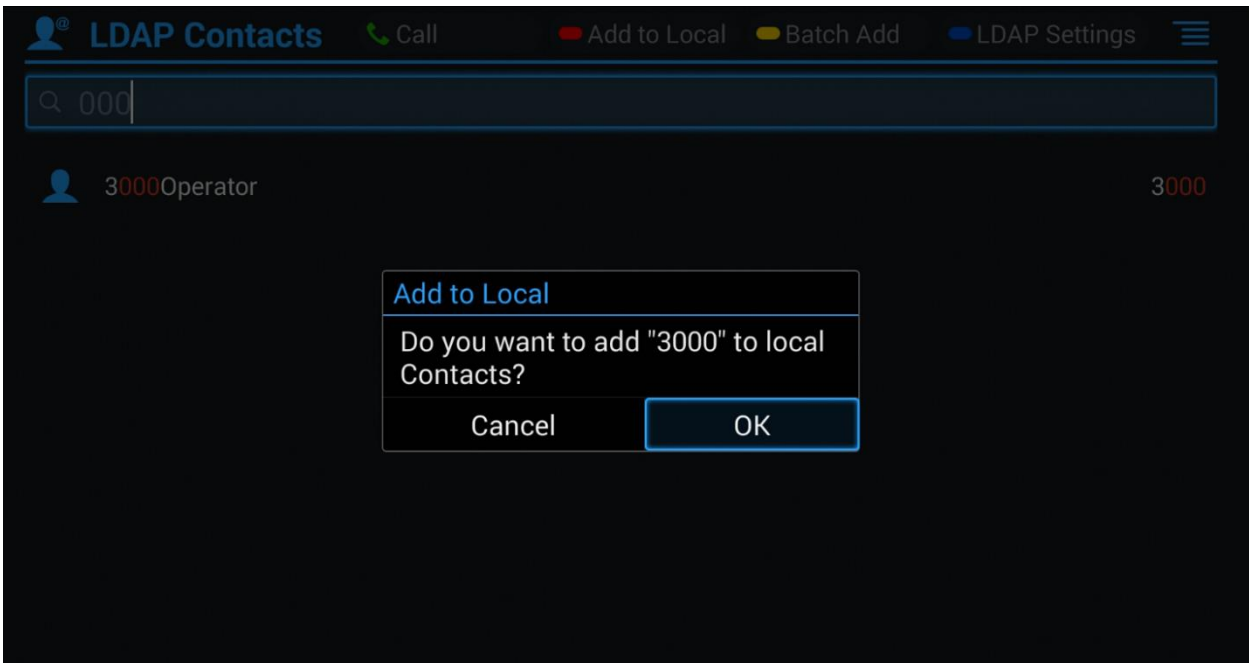 LDAP Contacts Call Add to Local Batch Add LDAP Settings
000
3000Operator 3000
Add to Local
Do you want to add "3000" to local
Contacts?
Cancel OK